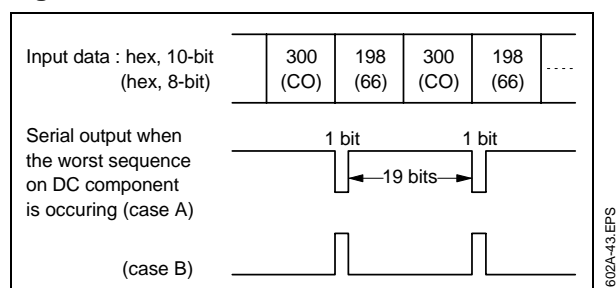 Input data : hex, 10-bit
(hex, 8-bit)
300 198 300 198
(CO) (66) (CO) (66)
Serial output when
the worst sequence
on DC component
is occuring (case A)
1 bit 1 bit
19 bits
(case B)
602A-43.EPS